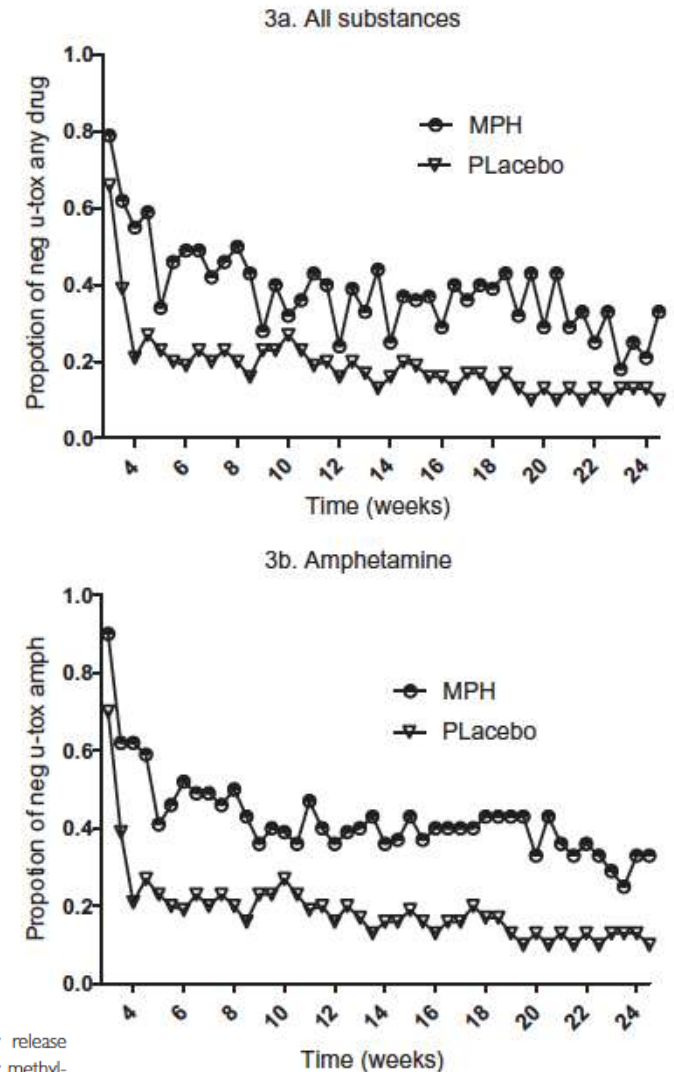 3a. All substances
Propotion of neg u-tox any drug
1.0
0.8
0.6
0.4
0.2
0.0
MPH
PLacebo
4 6 8 10 12 14 16 18 20 22 24
Time (weeks)
3b. Amphetamine
Propotion of neg u-tox amph
1.0
0.8
0.6
0.4
0.2
0.0
MPH
PLacebo
4 6 8 10 12 14 16 18 20 22 24
release
methyl-
Time (weeks)